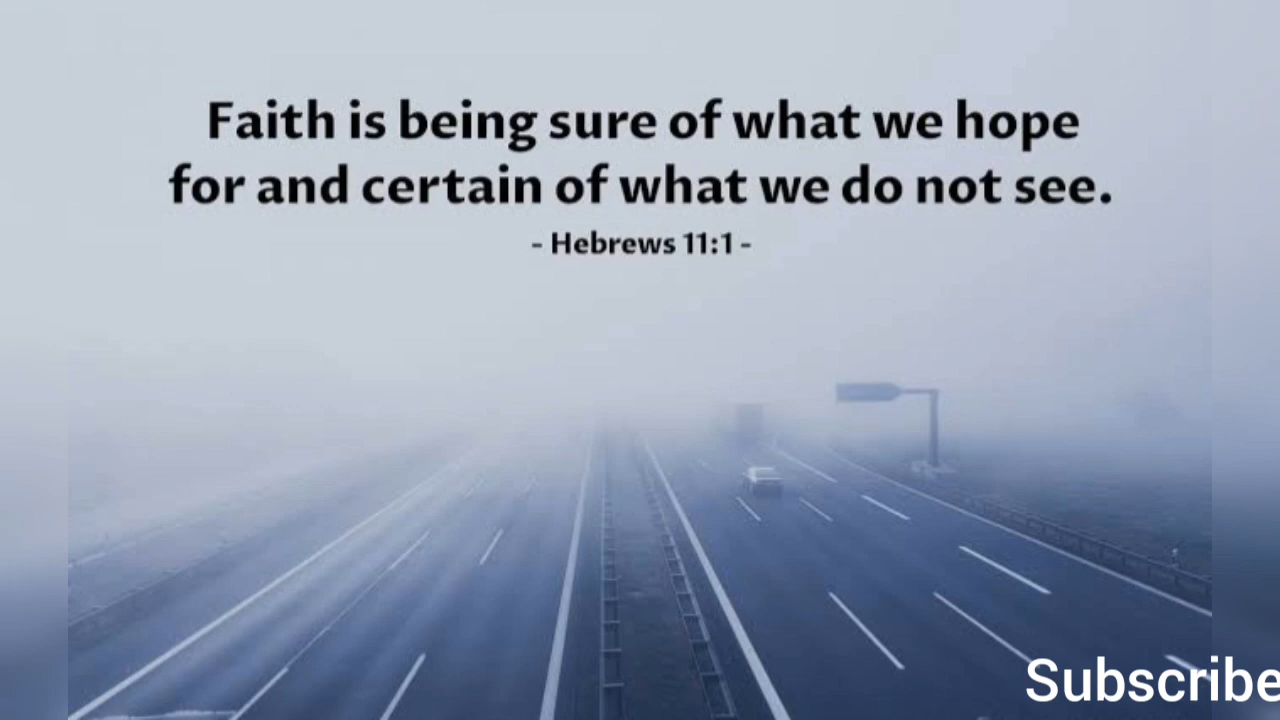 Faith is being sure of what we hope
for and certain of what we do not see.
- Hebrews 11:1 -
Subscribe